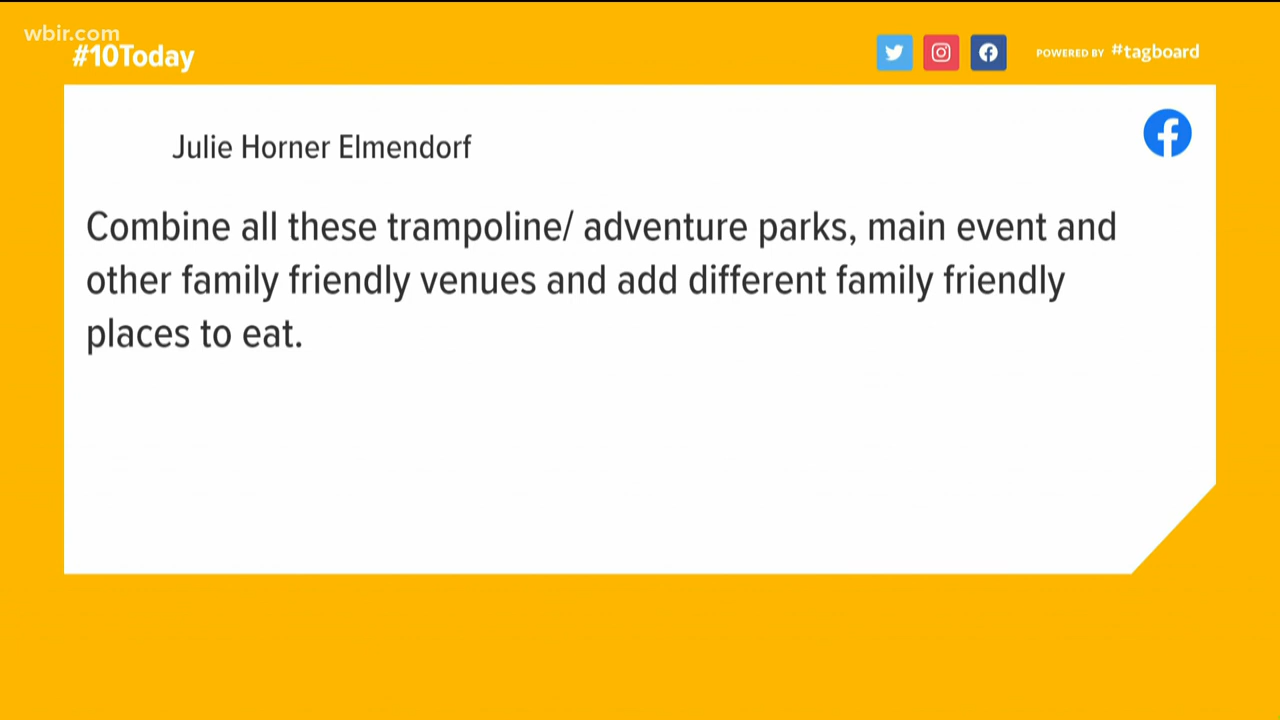 wbir.com
#10Today
POWERED BY #tagboard
Julie Horner Elmendorf
Combine all these trampoline/ adventure parks, main event and
other family friendly venues and add different family friendly
places to eat.